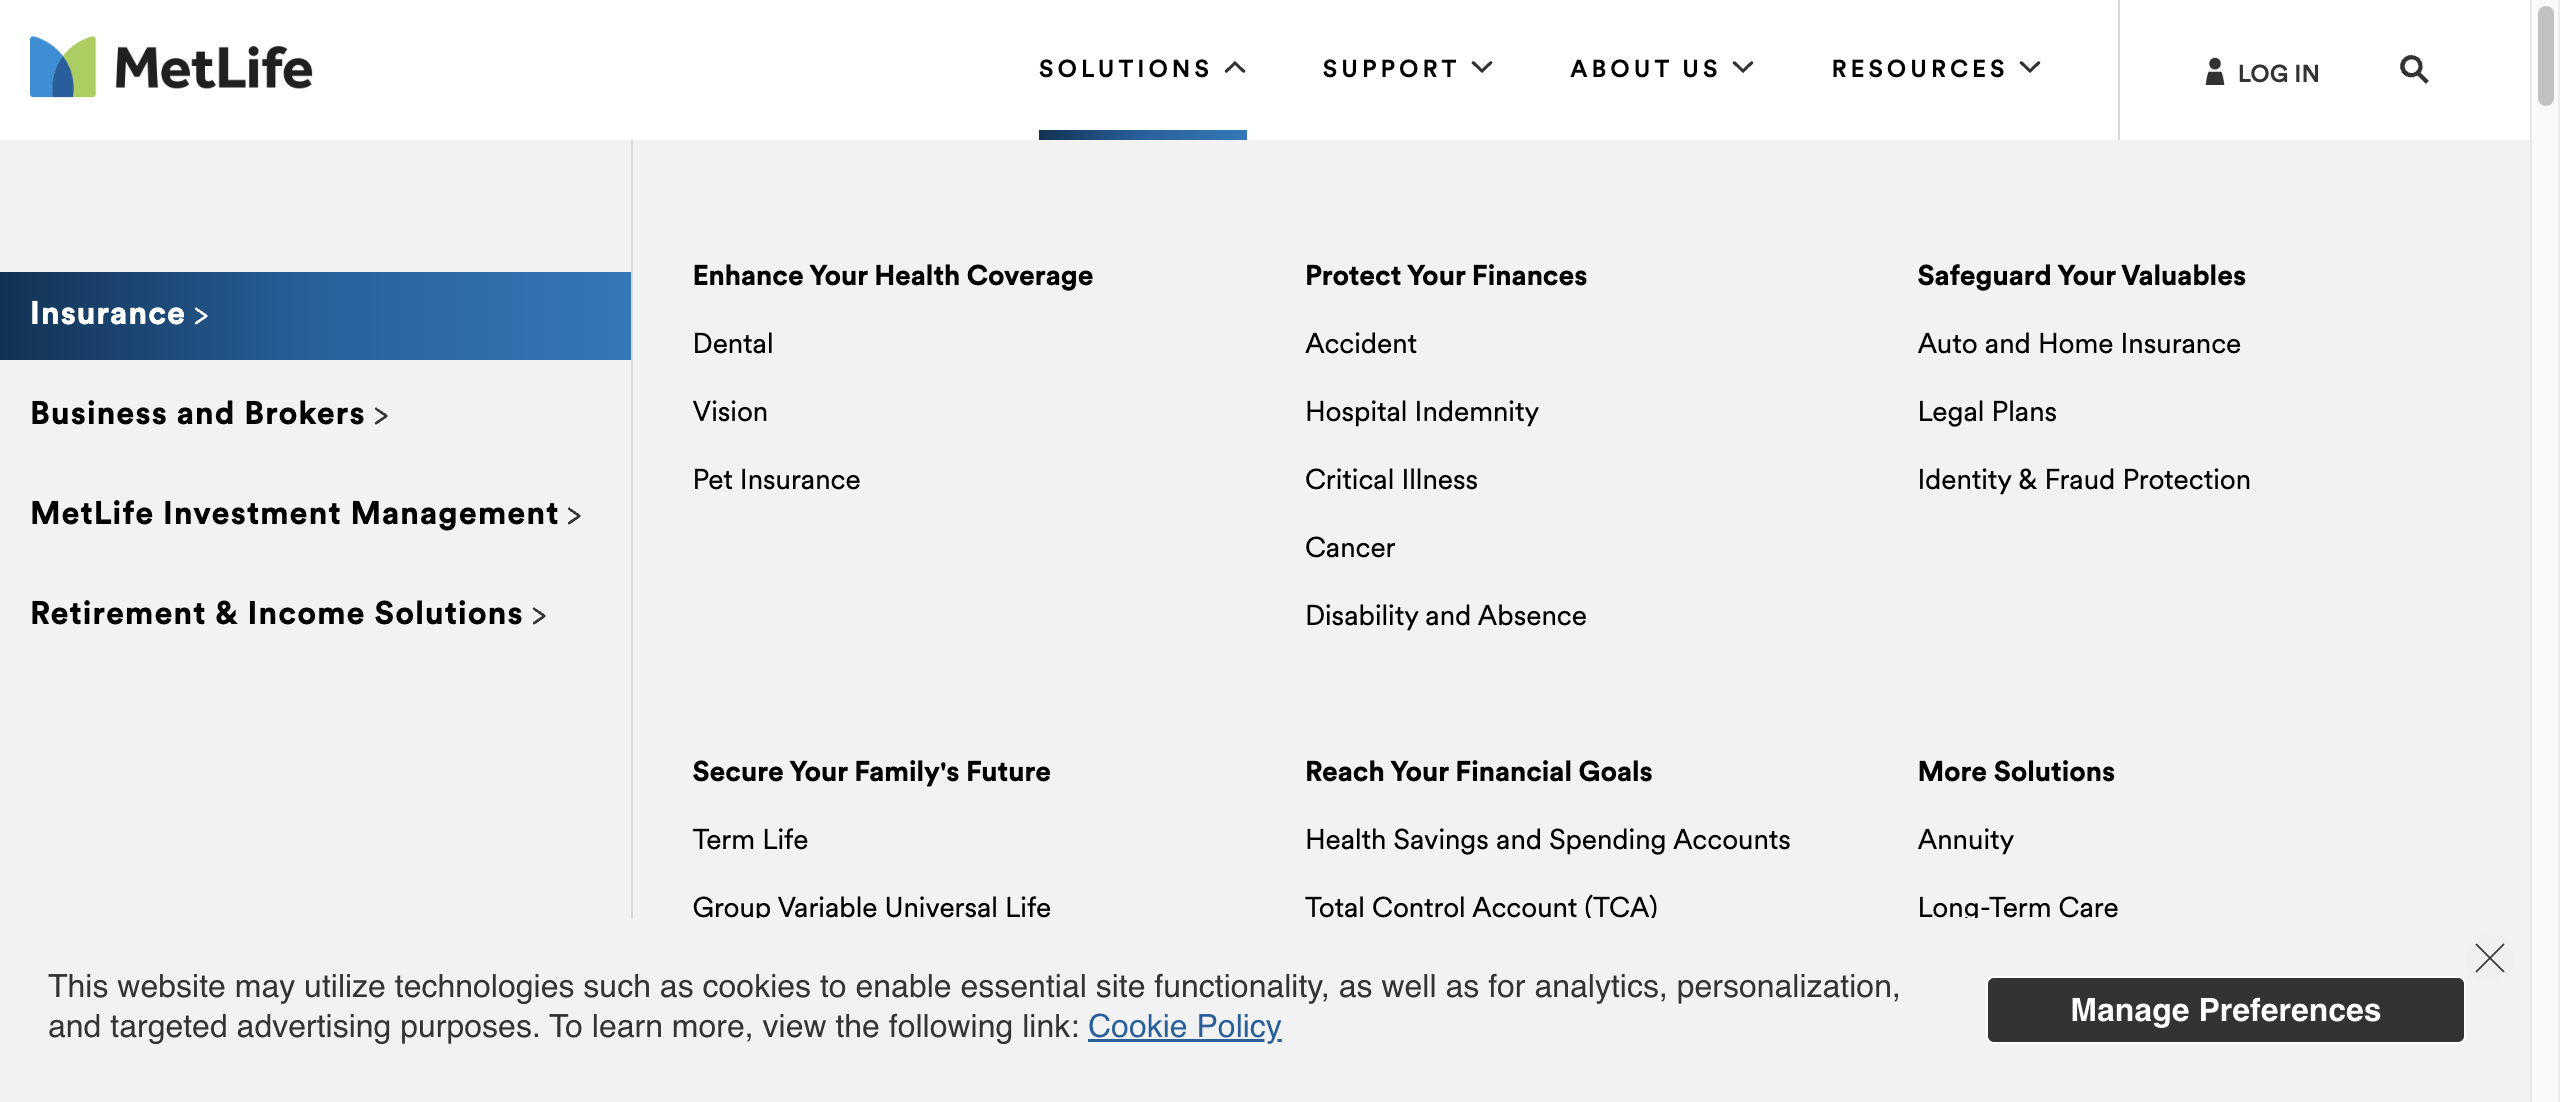 MetLife
SOLUTIONS
SUPPORT
ABOUT US
RESOURCES
LOG IN
Insurance >
Business and Brokers >
MetLife Investment Management >
Retirement & Income Solutions >
Enhance Your Health Coverage
Dental
Vision
Pet Insurance
Protect Your Finances
Accident
Hospital Indemnity
Critical Illness
Cancer
Disability and Absence
Safeguard Your Valuables
Auto and Home Insurance
Legal Plans
Identity & Fraud Protection
Secure Your Family's Future
Term Life
Group Variable Universal Life
Reach Your Financial Goals
Health Savings and Spending Accounts
Total Control Account (TCA)
More Solutions
Annuity
Long-Term Care
This website may utilize technologies such as cookies to enable essential site functionality, as well as for analytics, personalization,
and targeted advertising purposes. To learn more, view the following link: Cookie Policy
Manage Preferences